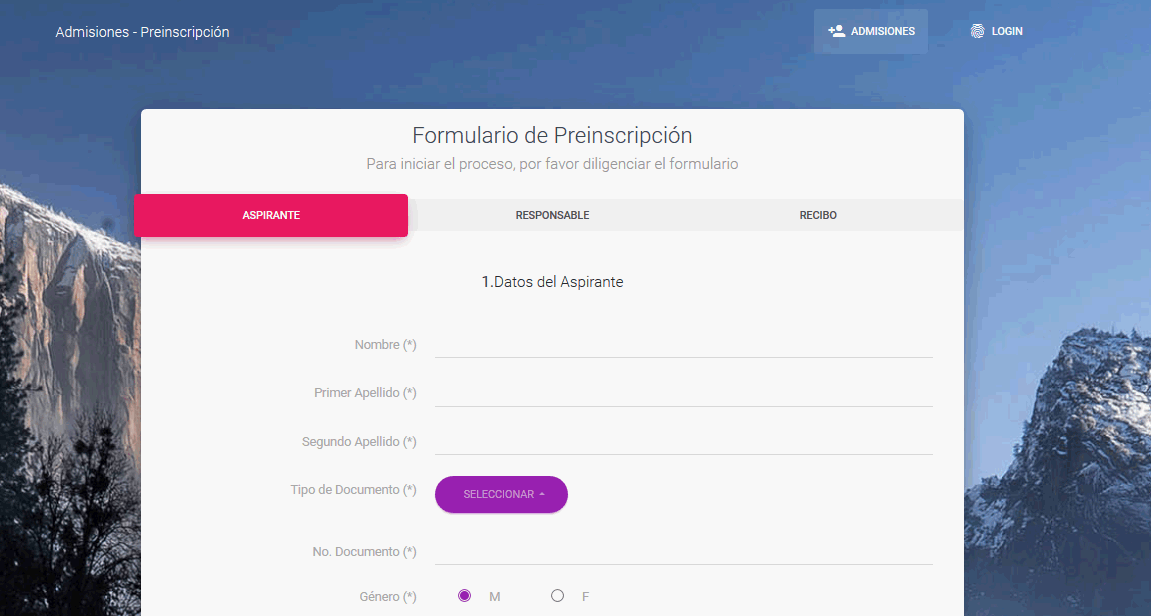 Admisiones - Preinscripción
ADMISIONES
LOGIN
Formulario de Preinscripción
Para iniciar el proceso, por favor diligenciar el formulario
ASPIRANTE
RESPONSABLE
RECIBO
1.Datos del Aspirante
Nombre (*)
Primer Apellido (*)
Segundo Apellido (*)
Tipo de Documento (*)
SELECCIONAR
No. Documento (*)
Género (*)
M
F